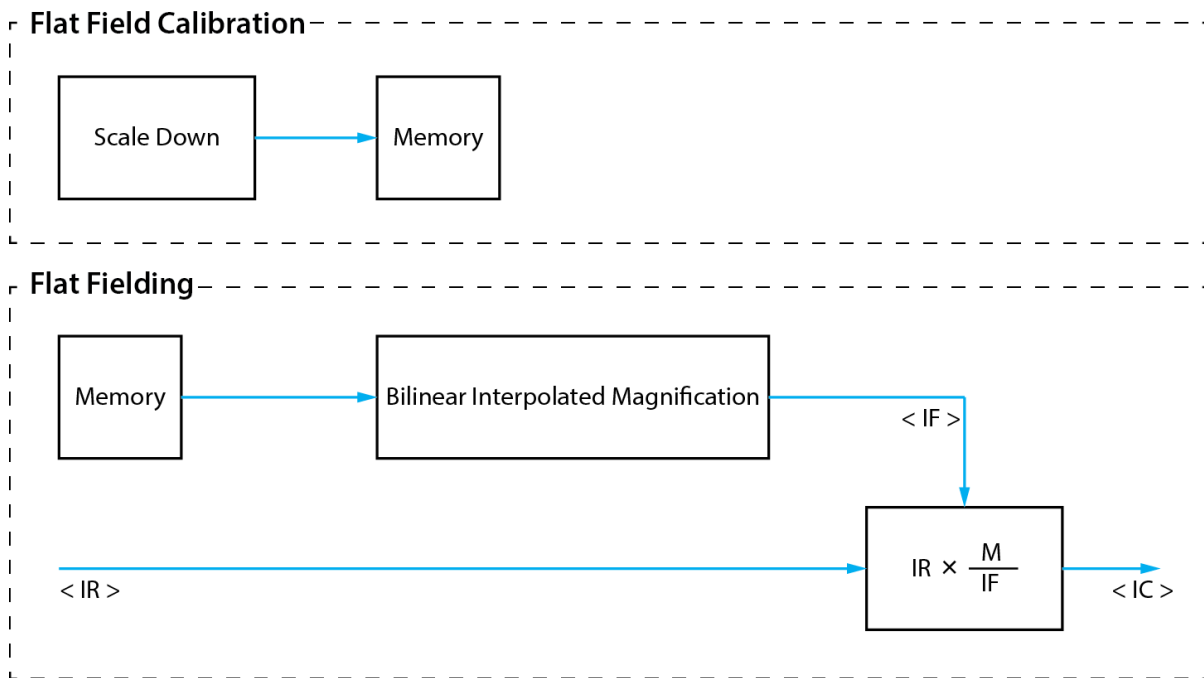 Flat Field Calibration
Scale Down
Memory
Flat Fielding
Memory
Bilinear Interpolated Magnification
< IF >
< IR >
IR × M
IF
< IC >